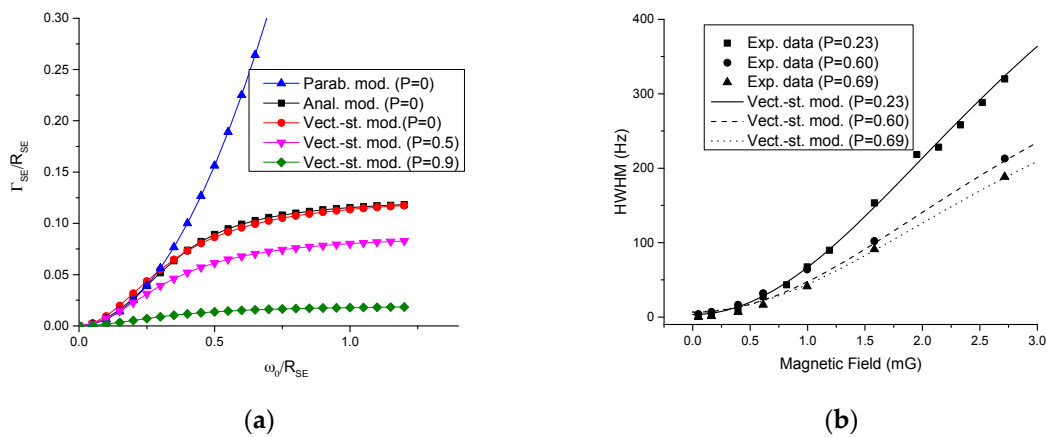 0.30
0.25
0.20
0.15
0.10
0.05
0.00
0.0
0.5
1.0
Γ_SE/R_SE
ω₀/R_SE
Parab. mod. (P=0)
Anal. mod. (P=0)
Vect.-st. mod.(P=0)
Vect.-st. mod. (P=0.5)
Vect.-st. mod. (P=0.9)
(a)
400
300
200
100
0
0.0
0.5
1.0
1.5
2.0
2.5
3.0
HWHM (Hz)
Magnetic Field (mG)
Exp. data (P=0.23)
Exp. data (P=0.60)
Exp. data (P=0.69)
Vect.-st. mod. (P=0.23)
Vect.-st. mod. (P=0.60)
Vect.-st. mod. (P=0.69)
(b)